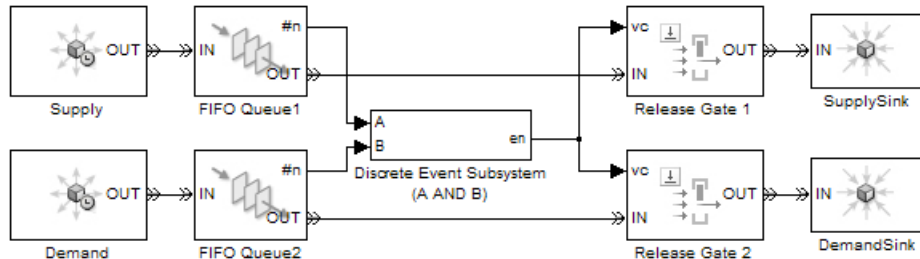 OUT
Supply
IN
#n
OUT
FIFO Queue1
A
B
en
Discrete Event Subsystem
(A AND B)
vc
IN
OUT
Release Gate 1
IN
SupplySink
OUT
Demand
IN
#n
OUT
FIFO Queue2
vc
IN
OUT
Release Gate 2
IN
DemandSink